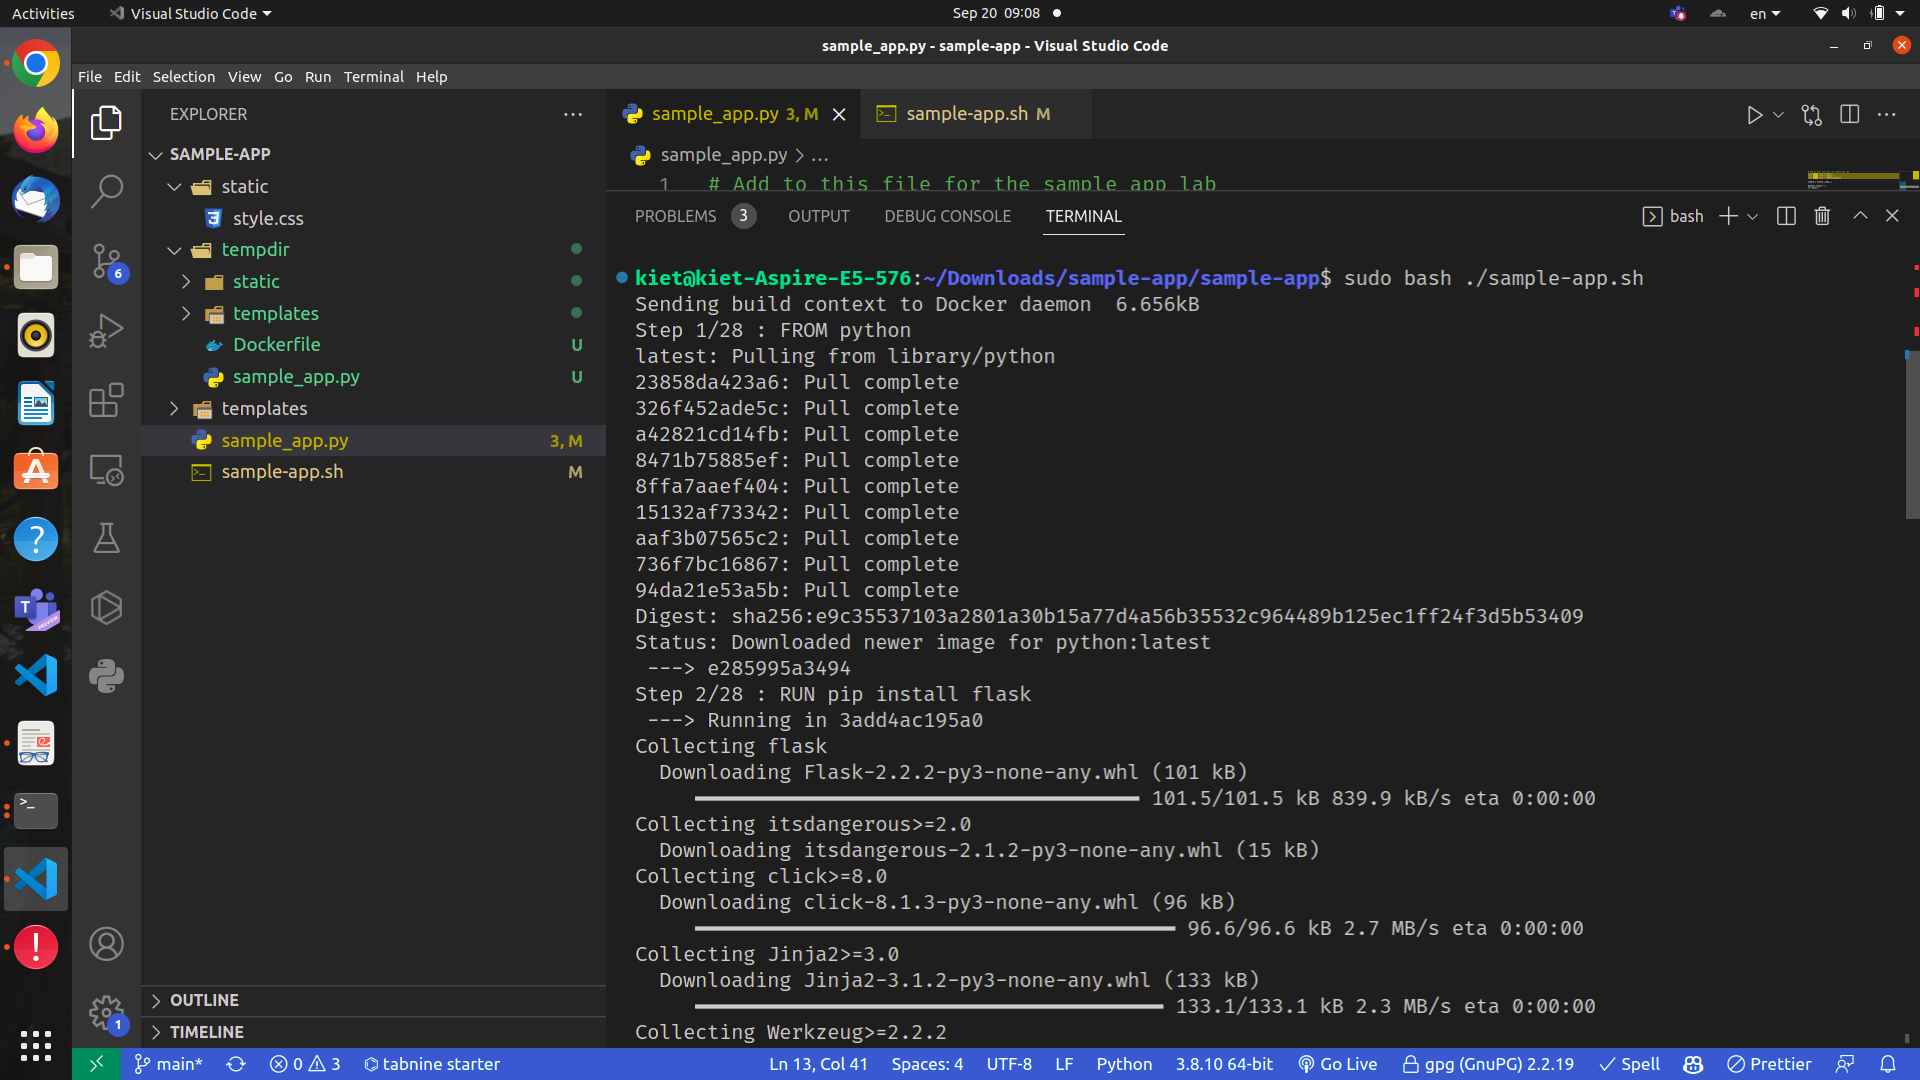 Activities
Visual Studio Code
Sep 20 09:08
en
sample_app.py - sample-app - Visual Studio Code
File Edit Selection View Go Run Terminal Help
EXPLORER
SAMPLE-APP
static
style.css
tempdir
static
templates
Dockerfile U
sample_app.py U
templates
sample_app.py 3, M
sample-app.sh M
OUTLINE
TIMELINE
6
1
sample_app.py 3, M
sample-app.sh M
sample_app.py > ...
1 # Add to this file for the sample app lab
PROBLEMS 3 OUTPUT DEBUG CONSOLE TERMINAL
bash
kiet@kiet-Aspire-E5-576:~/Downloads/sample-app/sample-app$ sudo bash ./sample-app.sh
Sending build context to Docker daemon  6.656kB
Step 1/28 : FROM python
latest: Pulling from library/python
23858da423a6: Pull complete
326f452ade5c: Pull complete
a42821cd14fb: Pull complete
8471b75885ef: Pull complete
8ffa7aaef404: Pull complete
15132af73342: Pull complete
aaf3b07565c2: Pull complete
736f7bc16867: Pull complete
94da21e53a5b: Pull complete
Digest: sha256:e9c35537103a2801a30b15a77d4a56b35532c964489b125ec1ff24f3d5b53409
Status: Downloaded newer image for python:latest
 ---> e285995a3494
Step 2/28 : RUN pip install flask
 ---> Running in 3add4ac195a0
Collecting flask
  Downloading Flask-2.2.2-py3-none-any.whl (101 kB)
101.5/101.5 kB 839.9 kB/s eta 0:00:00
Collecting itsdangerous>=2.0
  Downloading itsdangerous-2.1.2-py3-none-any.whl (15 kB)
Collecting click>=8.0
  Downloading click-8.1.3-py3-none-any.whl (96 kB)
96.6/96.6 kB 2.7 MB/s eta 0:00:00
Collecting Jinja2>=3.0
  Downloading Jinja2-3.1.2-py3-none-any.whl (133 kB)
133.1/133.1 kB 2.3 MB/s eta 0:00:00
Collecting Werkzeug>=2.2.2
main* 0 3 tabnine starter Ln 13, Col 41 Spaces: 4 UTF-8 LF Python 3.8.10 64-bit Go Live gpg (GnuPG) 2.2.19 Spell Prettier